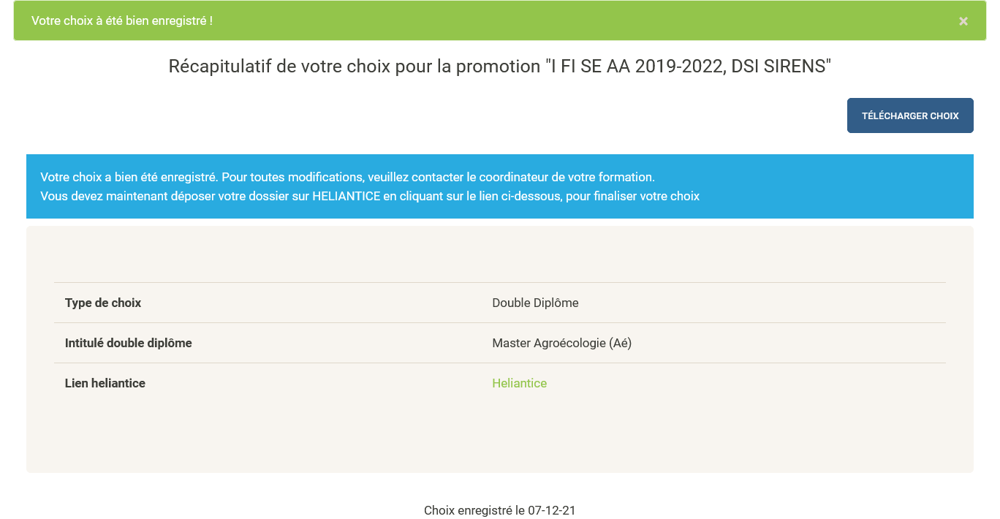 Votre choix à été bien enregistré !
×
Récapitulatif de votre choix pour la promotion "I FI SE AA 2019-2022, DSI SIRENS"
TÉLÉCHARGER CHOIX
Votre choix a bien été enregistré. Pour toutes modifications, veuillez contacter le coordinateur de votre formation.
Vous devez maintenant déposer votre dossier sur HELIANTICE en cliquant sur le lien ci-dessous, pour finaliser votre choix
Type de choix Double Diplôme
Intitulé double diplôme Master Agroécologie (Aé)
Lien heliantice Heliantice
Choix enregistré le 07-12-21